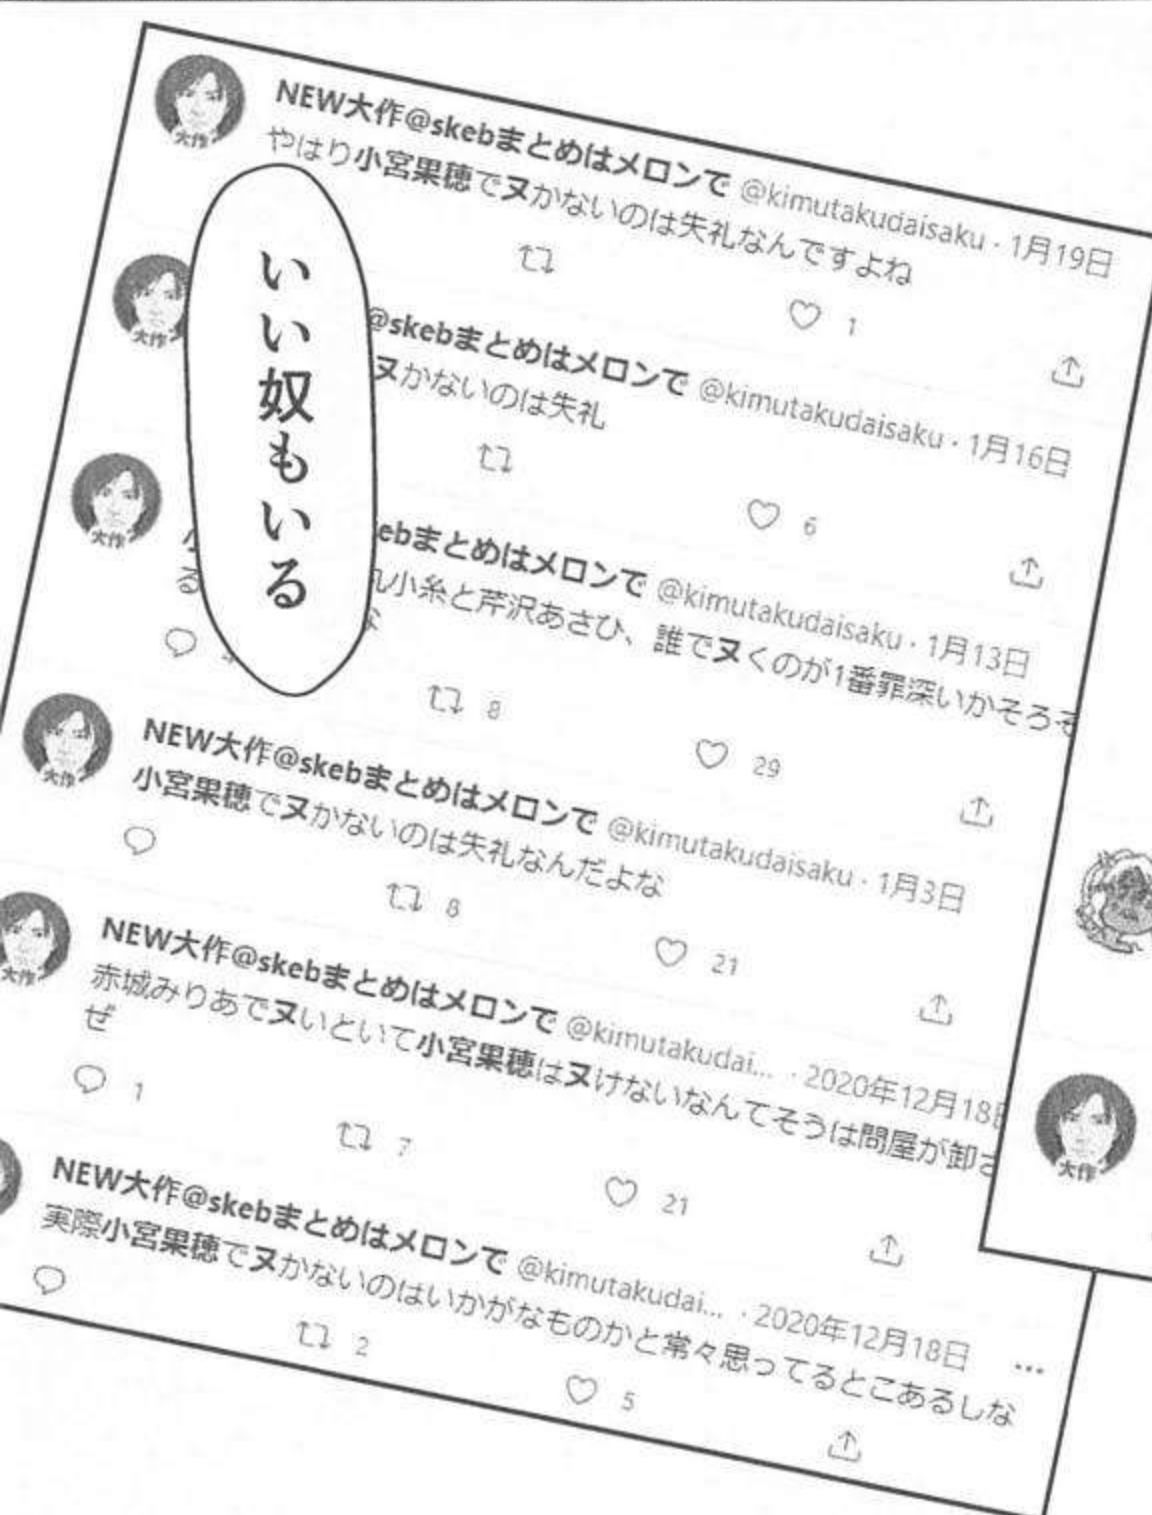 NEW大作@skebまとめはメロンで @kimutakudaisaku · 1月19日
やはり小宮果穂でヌかないのは失礼なんですよね
1
いい奴もいる
@skebまとめはメロンで @kimutakudaisaku · 1月16日
ヌかないのは失礼
6
ebまとめはメロンで @kimutakudaisaku · 1月13日
小糸と芹沢あさひ、誰でヌくのが1番罪深いかそろそ
8 29
NEW大作@skebまとめはメロンで @kimutakudaisaku · 1月3日
小宮果穂でヌかないのは失礼なんだよな
8 21
NEW大作@skebまとめはメロンで @kimutakudai... · 2020年12月18日
赤城みりあでヌいといて小宮果穂はヌけないなんてそうは問屋が卸さ
ぜ
1 7 21
NEW大作@skebまとめはメロンで @kimutakudai... · 2020年12月18日 ...
実際小宮果穂でヌかないのはいかがなものかと常々思ってるとこあるしな
2 5
大作
大作
大作
大作
大作
大作